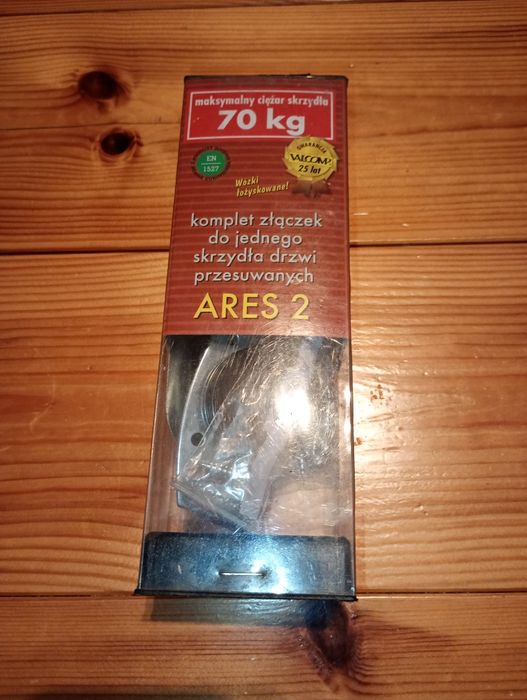 maksymalny ciężar skrzydła
70 kg
EN
1527
GWARANCJA
VALCOMP
25 lat
Wózki
łożyskowane!
komplet złączek
do jednego
skrzydła drzwi
przesuwanych
ARES 2